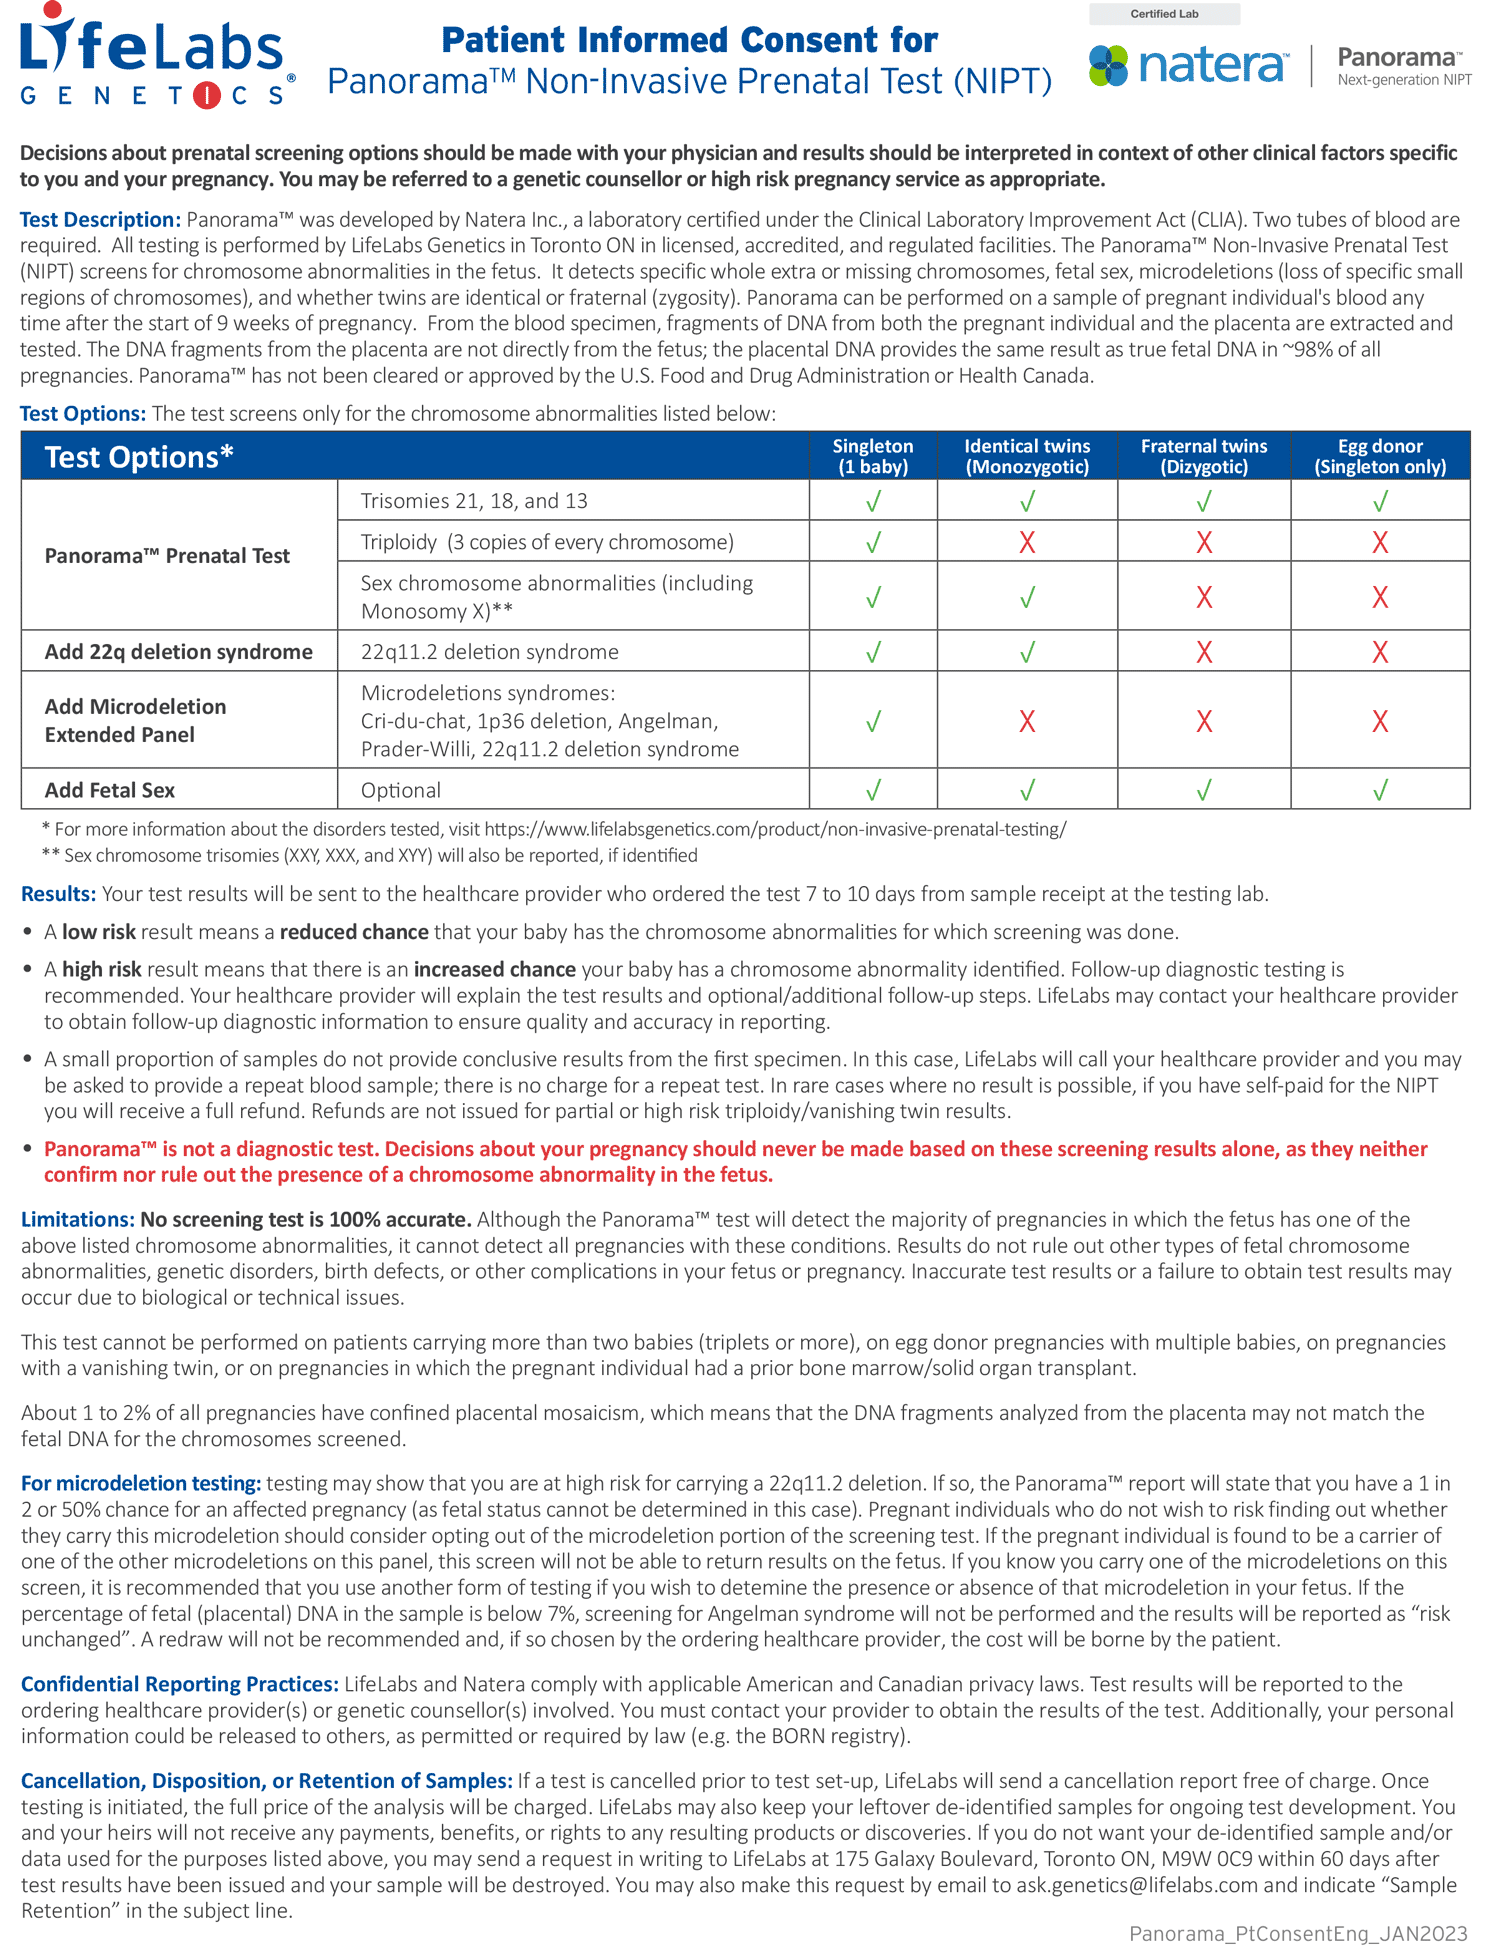 LifeLabs
GENETICS®
Patient Informed Consent for
Panorama™ Non-Invasive Prenatal Test (NIPT)
Certified Lab
natera™
Panorama™
Next-generation NIPT
Decisions about prenatal screening options should be made with your physician and results should be interpreted in context of other clinical factors specific
to you and your pregnancy. You may be referred to a genetic counsellor or high risk pregnancy service as appropriate.
Test Description: Panorama™ was developed by Natera Inc., a laboratory certified under the Clinical Laboratory Improvement Act (CLIA). Two tubes of blood are
required. All testing is performed by LifeLabs Genetics in Toronto ON in licensed, accredited, and regulated facilities. The Panorama™ Non-Invasive Prenatal Test
(NIPT) screens for chromosome abnormalities in the fetus. It detects specific whole extra or missing chromosomes, fetal sex, microdeletions (loss of specific small
regions of chromosomes), and whether twins are identical or fraternal (zygosity). Panorama can be performed on a sample of pregnant individual's blood any
time after the start of 9 weeks of pregnancy. From the blood specimen, fragments of DNA from both the pregnant individual and the placenta are extracted and
tested. The DNA fragments from the placenta are not directly from the fetus; the placental DNA provides the same result as true fetal DNA in ~98% of all
pregnancies. Panorama™ has not been cleared or approved by the U.S. Food and Drug Administration or Health Canada.
Test Options: The test screens only for the chromosome abnormalities listed below:
Test Options*
Singleton
(1 baby)
Identical twins
(Monozygotic)
Fraternal twins
(Dizygotic)
Egg donor
(Singleton only)
Panorama™ Prenatal Test
Trisomies 21, 18, and 13 √ √ √ √
Triploidy (3 copies of every chromosome) √ X X X
Sex chromosome abnormalities (including
Monosomy X)** √ √ X X
Add 22q deletion syndrome 22q11.2 deletion syndrome √ √ X X
Add Microdeletion
Extended Panel
Microdeletions syndromes:
Cri-du-chat, 1p36 deletion, Angelman,
Prader-Willi, 22q11.2 deletion syndrome √ X X X
Add Fetal Sex Optional √ √ √ √
* For more information about the disorders tested, visit https://www.lifelabsgenetics.com/product/non-invasive-prenatal-testing/
** Sex chromosome trisomies (XXY, XXX, and XYY) will also be reported, if identified
Results: Your test results will be sent to the healthcare provider who ordered the test 7 to 10 days from sample receipt at the testing lab.
• A low risk result means a reduced chance that your baby has the chromosome abnormalities for which screening was done.
• A high risk result means that there is an increased chance your baby has a chromosome abnormality identified. Follow-up diagnostic testing is
recommended. Your healthcare provider will explain the test results and optional/additional follow-up steps. LifeLabs may contact your healthcare provider
to obtain follow-up diagnostic information to ensure quality and accuracy in reporting.
• A small proportion of samples do not provide conclusive results from the first specimen. In this case, LifeLabs will call your healthcare provider and you may
be asked to provide a repeat blood sample; there is no charge for a repeat test. In rare cases where no result is possible, if you have self-paid for the NIPT
you will receive a full refund. Refunds are not issued for partial or high risk triploidy/vanishing twin results.
• Panorama™ is not a diagnostic test. Decisions about your pregnancy should never be made based on these screening results alone, as they neither
confirm nor rule out the presence of a chromosome abnormality in the fetus.
Limitations: No screening test is 100% accurate. Although the Panorama™ test will detect the majority of pregnancies in which the fetus has one of the
above listed chromosome abnormalities, it cannot detect all pregnancies with these conditions. Results do not rule out other types of fetal chromosome
abnormalities, genetic disorders, birth defects, or other complications in your fetus or pregnancy. Inaccurate test results or a failure to obtain test results may
occur due to biological or technical issues.
This test cannot be performed on patients carrying more than two babies (triplets or more), on egg donor pregnancies with multiple babies, on pregnancies
with a vanishing twin, or on pregnancies in which the pregnant individual had a prior bone marrow/solid organ transplant.
About 1 to 2% of all pregnancies have confined placental mosaicism, which means that the DNA fragments analyzed from the placenta may not match the
fetal DNA for the chromosomes screened.
For microdeletion testing: testing may show that you are at high risk for carrying a 22q11.2 deletion. If so, the Panorama™ report will state that you have a 1 in
2 or 50% chance for an affected pregnancy (as fetal status cannot be determined in this case). Pregnant individuals who do not wish to risk finding out whether
they carry this microdeletion should consider opting out of the microdeletion portion of the screening test. If the pregnant individual is found to be a carrier of
one of the other microdeletions on this panel, this screen will not be able to return results on the fetus. If you know you carry one of the microdeletions on this
screen, it is recommended that you use another form of testing if you wish to detemine the presence or absence of that microdeletion in your fetus. If the
percentage of fetal (placental) DNA in the sample is below 7%, screening for Angelman syndrome will not be performed and the results will be reported as “risk
unchanged”. A redraw will not be recommended and, if so chosen by the ordering healthcare provider, the cost will be borne by the patient.
Confidential Reporting Practices: LifeLabs and Natera comply with applicable American and Canadian privacy laws. Test results will be reported to the
ordering healthcare provider(s) or genetic counsellor(s) involved. You must contact your provider to obtain the results of the test. Additionally, your personal
information could be released to others, as permitted or required by law (e.g. the BORN registry).
Cancellation, Disposition, or Retention of Samples: If a test is cancelled prior to test set-up, LifeLabs will send a cancellation report free of charge. Once
testing is initiated, the full price of the analysis will be charged. LifeLabs may also keep your leftover de-identified samples for ongoing test development. You
and your heirs will not receive any payments, benefits, or rights to any resulting products or discoveries. If you do not want your de-identified sample and/or
data used for the purposes listed above, you may send a request in writing to LifeLabs at 175 Galaxy Boulevard, Toronto ON, M9W 0C9 within 60 days after
test results have been issued and your sample will be destroyed. You may also make this request by email to ask.genetics@lifelabs.com and indicate “Sample
Retention” in the subject line.
Panorama_PtConsentEng_JAN2023